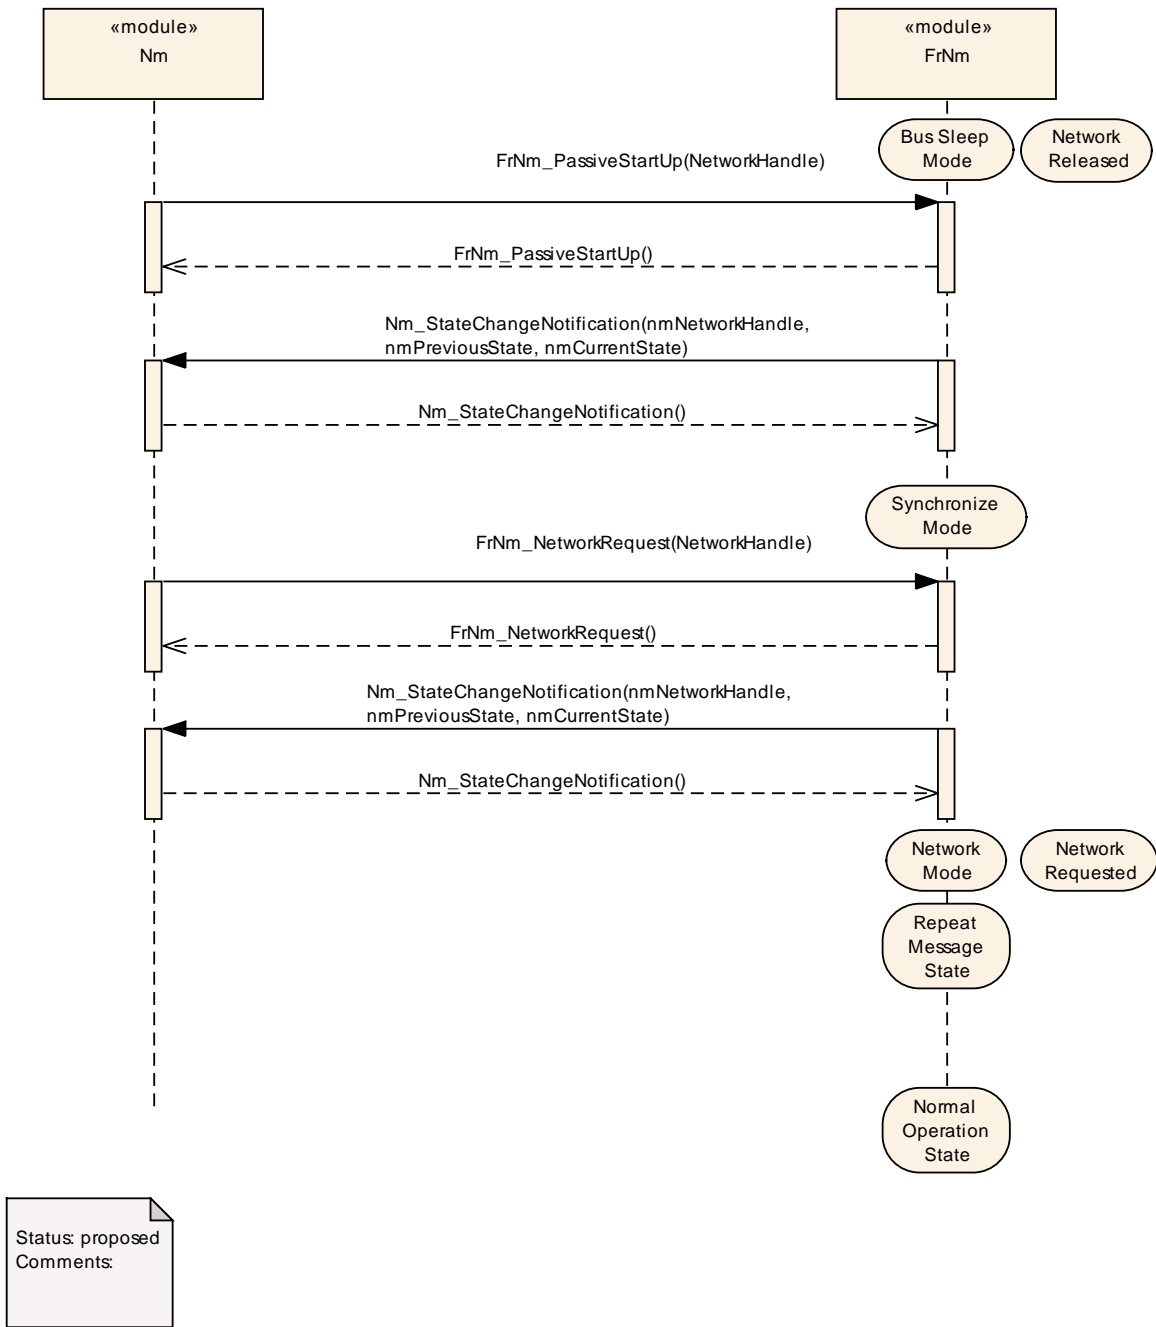 «module»
Nm
«module»
FrNm
Bus Sleep
Mode
Network
Released
FrNm_PassiveStartUp(NetworkHandle)
FrNm_PassiveStartUp()
Nm_StateChangeNotification(nmNetworkHandle,
nmPreviousState, nmCurrentState)
Nm_StateChangeNotification()
Synchronize
Mode
FrNm_NetworkRequest(NetworkHandle)
FrNm_NetworkRequest()
Nm_StateChangeNotification(nmNetworkHandle,
nmPreviousState, nmCurrentState)
Nm_StateChangeNotification()
Network
Mode
Network
Requested
Repeat
Message
State
Normal
Operation
State
Status: proposed
Comments: